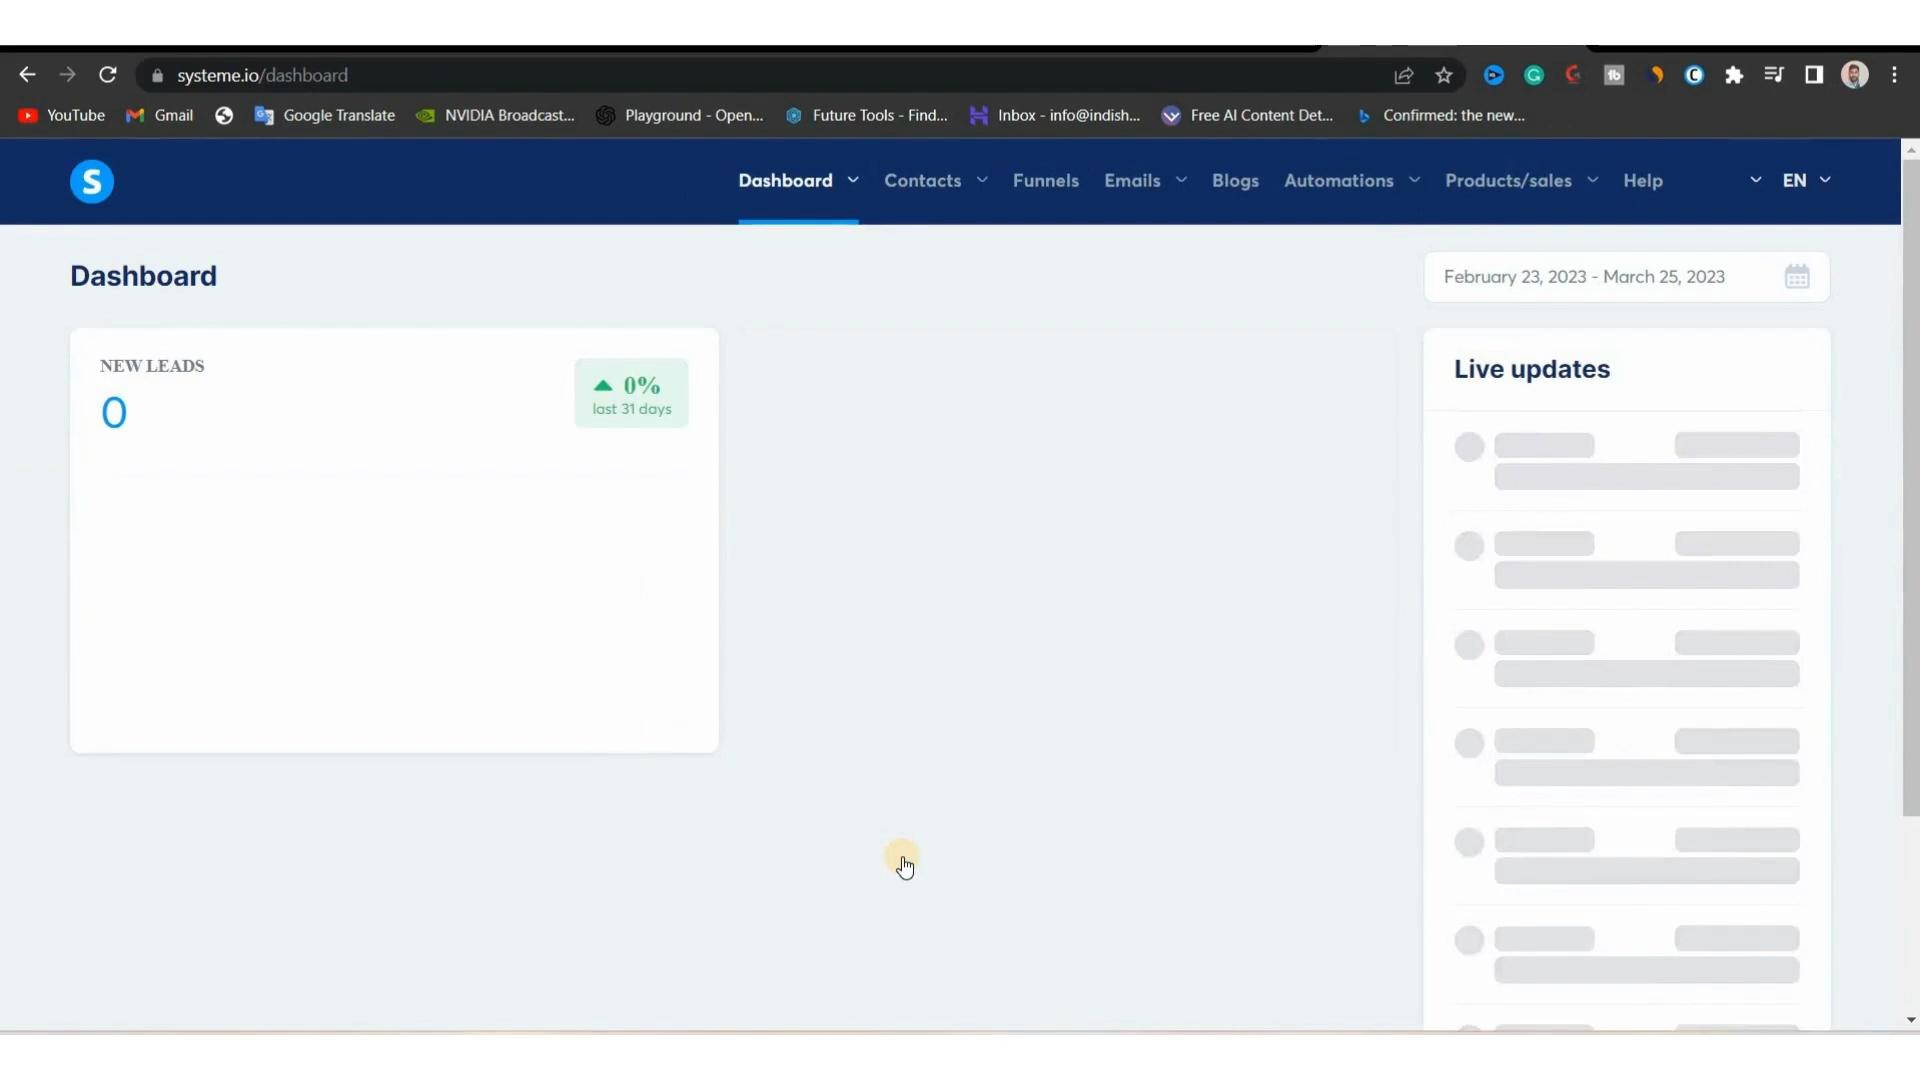 systeme.io/dashboard
YouTube Gmail Google Translate NVIDIA Broadcast... Playground - Open... Future Tools - Find... Inbox - info@indish... Free AI Content Det... Confirmed: the new...
S Dashboard Contacts Funnels Emails Blogs Automations Products/sales Help EN
Dashboard
February 23, 2023 - March 25, 2023
NEW LEADS
0
0%
last 31 days
Live updates